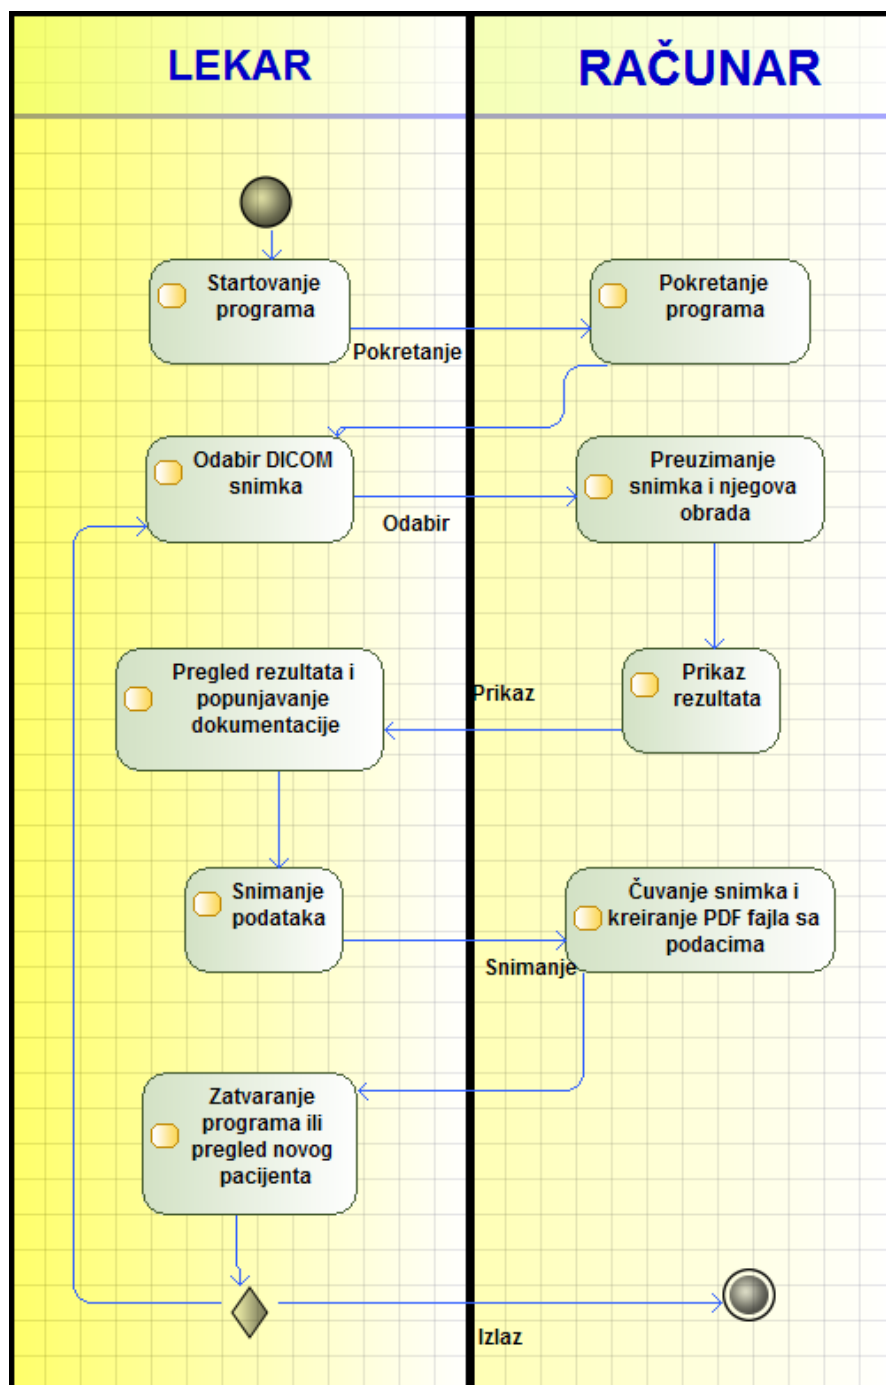 LEKAR
RAČUNAR
Startovanje
programa
Pokretanje
programa
Pokretanje
Odabir DICOM
snimka
Preuzimanje
snimka i njegova
obrada
Odabir
Pregled rezultata i
popunjavanje
dokumentacije
Prikaz
Prikaz
rezultata
Snimanje
podataka
Čuvanje snimka i
kreiranje PDF fajla sa
podacima
Snimanje
Zatvaranje
programa ili
pregled novog
pacijenta
Izlaz